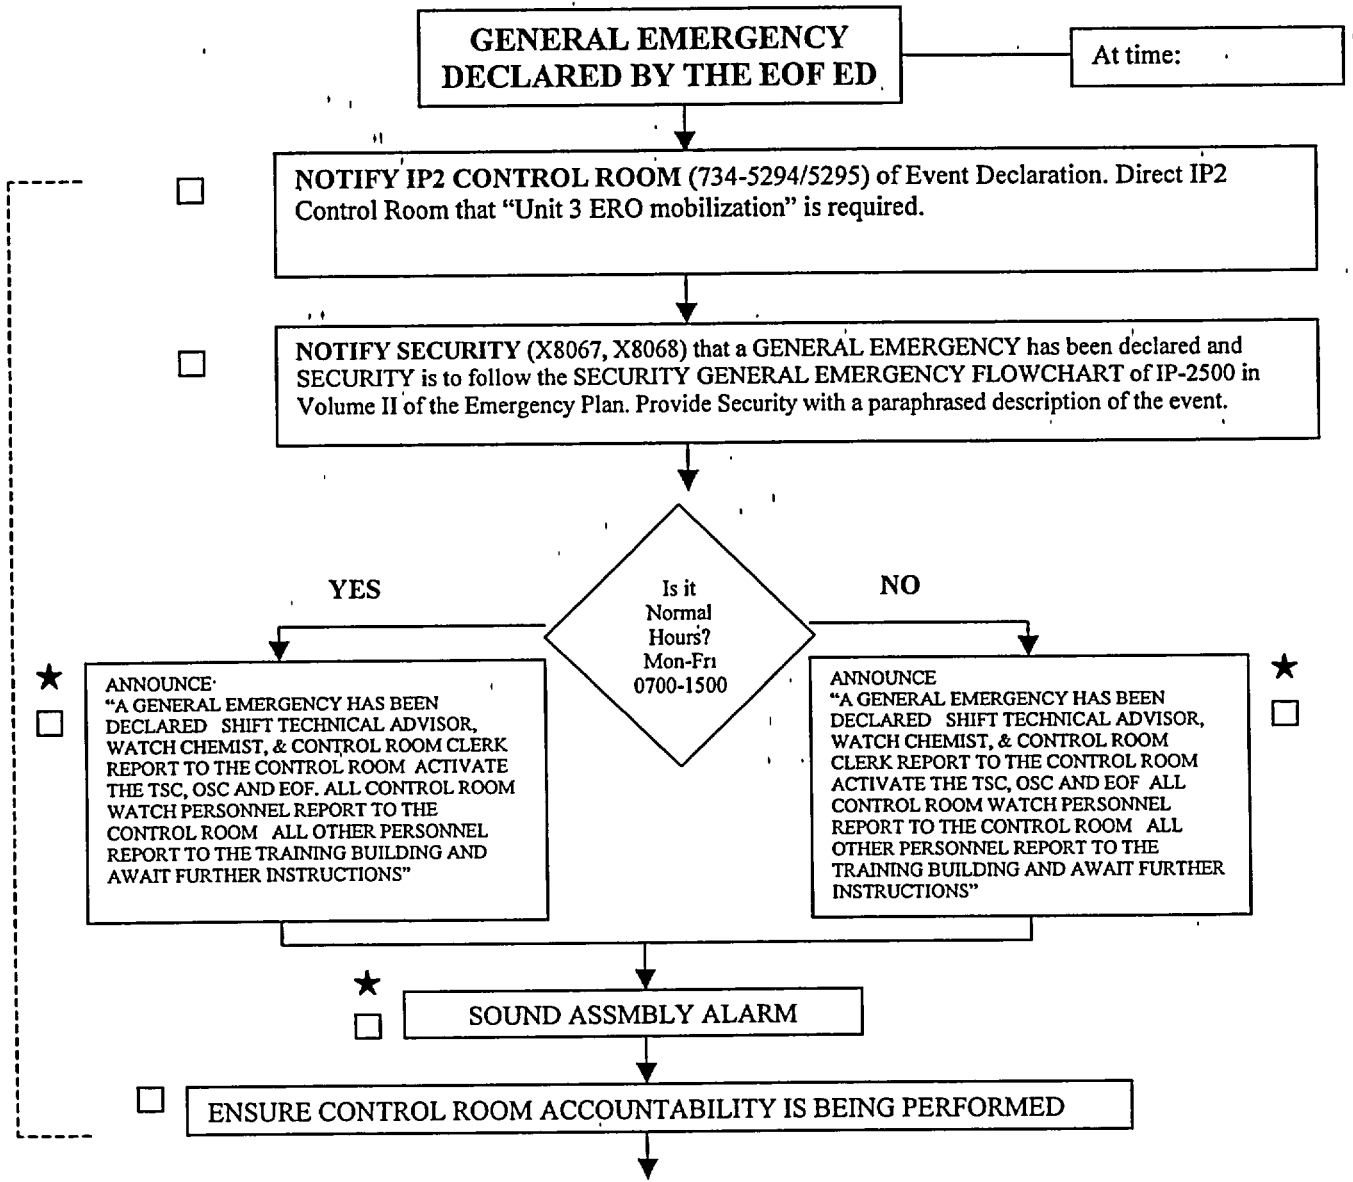 GENERAL EMERGENCY
DECLARED BY THE EOF ED
At time:
NOTIFY IP2 CONTROL ROOM (734-5294/5295) of Event Declaration. Direct IP2
Control Room that “Unit 3 ERO mobilization” is required.
NOTIFY SECURITY (X8067, X8068) that a GENERAL EMERGENCY has been declared and
SECURITY is to follow the SECURITY GENERAL EMERGENCY FLOWCHART of IP-2500 in
Volume II of the Emergency Plan. Provide Security with a paraphrased description of the event.
Is it
Normal
Hours?
Mon-Fri
0700-1500
YES
NO
ANNOUNCE
“A GENERAL EMERGENCY HAS BEEN
DECLARED SHIFT TECHNICAL ADVISOR,
WATCH CHEMIST, & CONTROL ROOM CLERK
REPORT TO THE CONTROL ROOM ACTIVATE
THE TSC, OSC AND EOF. ALL CONTROL ROOM
WATCH PERSONNEL REPORT TO THE
CONTROL ROOM ALL OTHER PERSONNEL
REPORT TO THE TRAINING BUILDING AND
AWAIT FURTHER INSTRUCTIONS”
ANNOUNCE
“A GENERAL EMERGENCY HAS BEEN
DECLARED SHIFT TECHNICAL ADVISOR,
WATCH CHEMIST, & CONTROL ROOM
CLERK REPORT TO THE CONTROL ROOM
ACTIVATE THE TSC, OSC AND EOF ALL
CONTROL ROOM WATCH PERSONNEL
REPORT TO THE CONTROL ROOM ALL
OTHER PERSONNEL REPORT TO THE
TRAINING BUILDING AND AWAIT FURTHER
INSTRUCTIONS”
SOUND ASSMBLY ALARM
ENSURE CONTROL ROOM ACCOUNTABILITY IS BEING PERFORMED